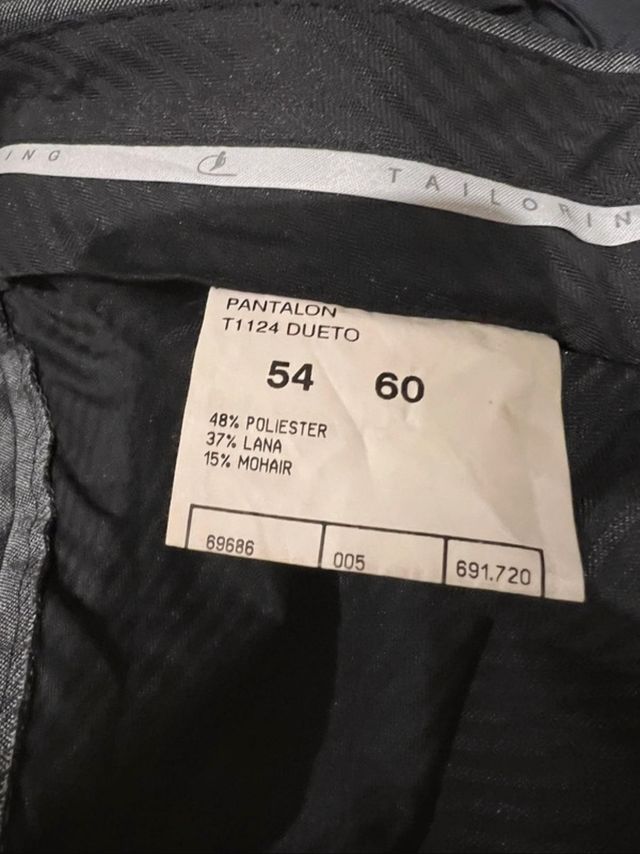 ING TAILORIN
PANTALON
T1124 DUETO
54 60
48% POLIESTER
37% LANA
15% MOHAIR
69686 005 691.720